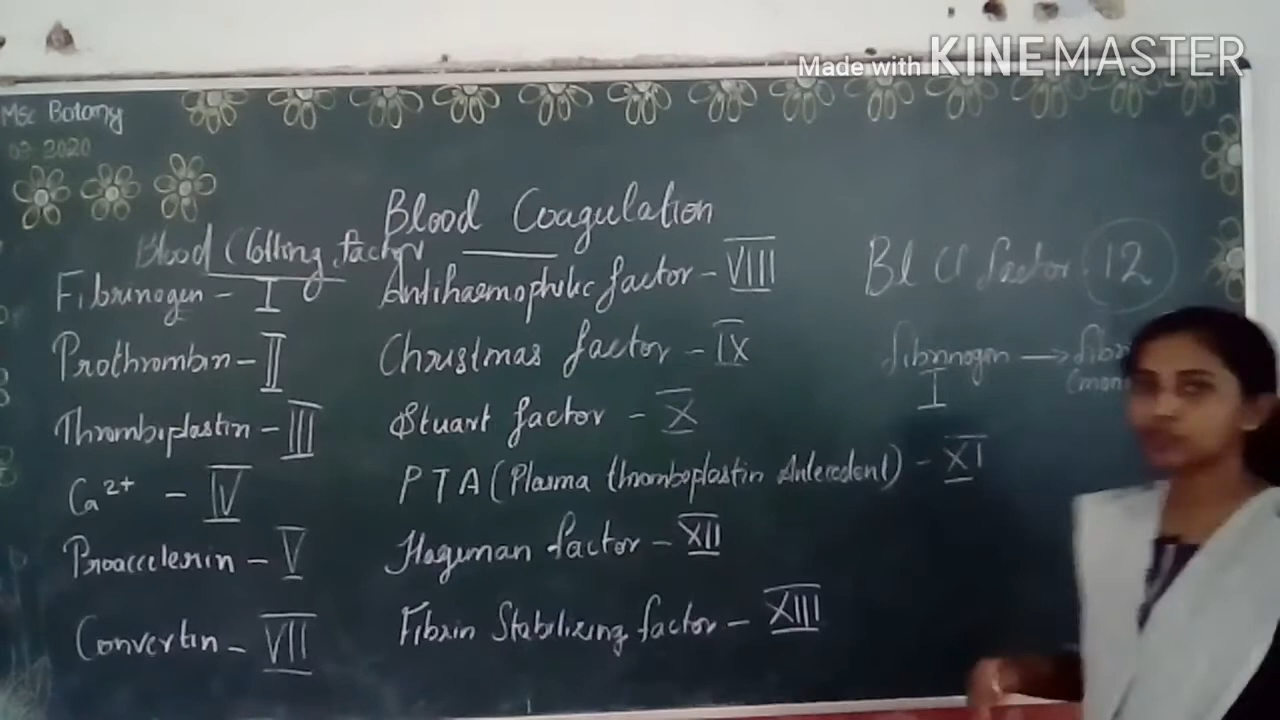 Made with KINEMASTER
MSc Botany
03-2020
Blood Coagulation
Blood Clotting factor
Fibrinogen - I
Prothrombin - II
Thromboplastin - III
Ca²⁺ - IV
Proaccelerin - V
Convertin - VII
Antihaemophilic factor - VIII
Christmas factor - IX
Stuart factor - X
PTA (Plasma thromboplastin Antecedent) - XI
Hageman factor - XII
Fibrin Stabilizing factor - XIII
Bl Cl factor 12
fibrinogen →
I